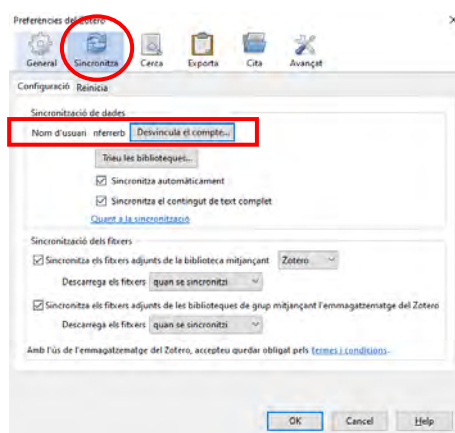 Preferències del Zotero
General Sincronitza Cerca Exporta Cita Avançat
Configuració Reinicia
Sincronització de dades
Nom d'usuari nferrerb Desvincula el compte...
Trieu les biblioteques...
Sincronitza automàticament
Sincronitza el contingut de text complet
Quant a la sincronització
Sincronització dels fitxers
Sincronitza els fitxers adjunts de la biblioteca mitjançant Zotero
Descarrega els fitxers quan se sincronitzi
Sincronitza els fitxers adjunts de les biblioteques de grup mitjançant l'emmagatzematge del Zotero
Descarrega els fitxers quan se sincronitzi
Amb l'ús de l'emmagatzematge del Zotero, accepteu quedar obligat pels termes i condicions.
OK Cancel Help